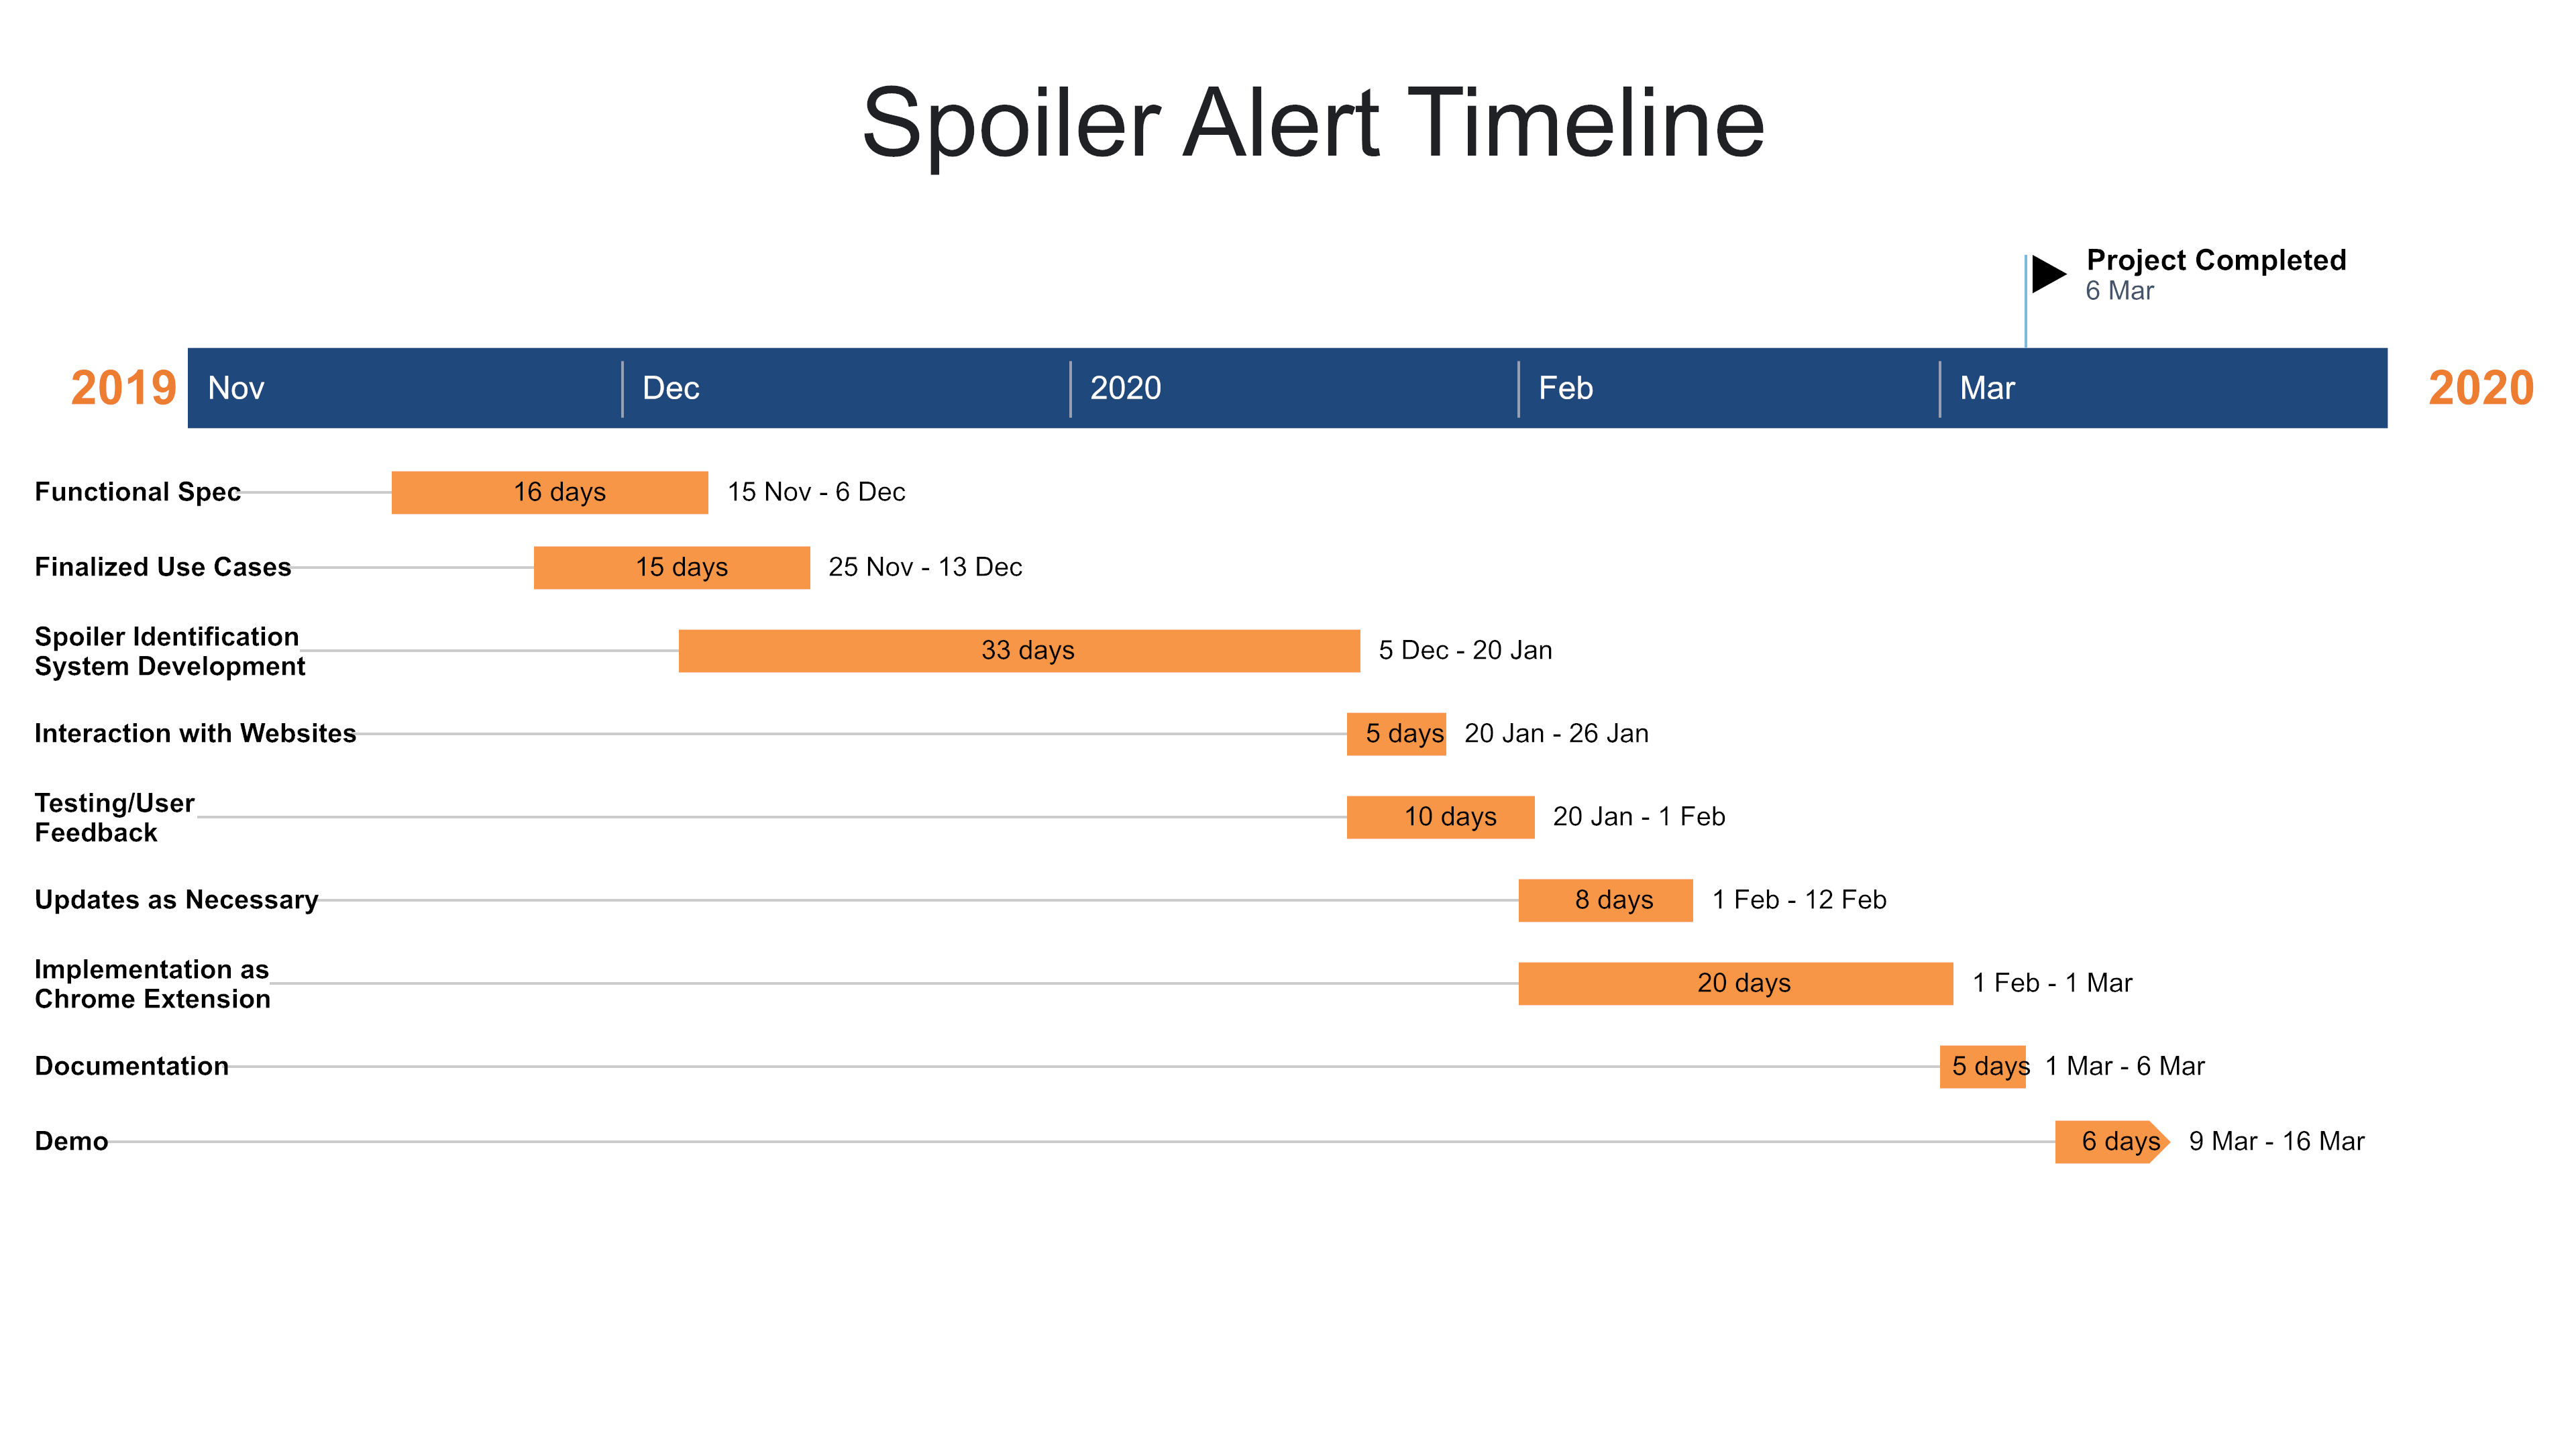 Spoiler Alert Timeline
Project Completed
6 Mar
2019 Nov Dec 2020 Feb Mar 2020
Functional Spec 16 days 15 Nov - 6 Dec
Finalized Use Cases 15 days 25 Nov - 13 Dec
Spoiler Identification
System Development
33 days 5 Dec - 20 Jan
Interaction with Websites 5 days 20 Jan - 26 Jan
Testing/User
Feedback
10 days 20 Jan - 1 Feb
Updates as Necessary 8 days 1 Feb - 12 Feb
Implementation as
Chrome Extension
20 days 1 Feb - 1 Mar
Documentation 5 days 1 Mar - 6 Mar
Demo 6 days 9 Mar - 16 Mar